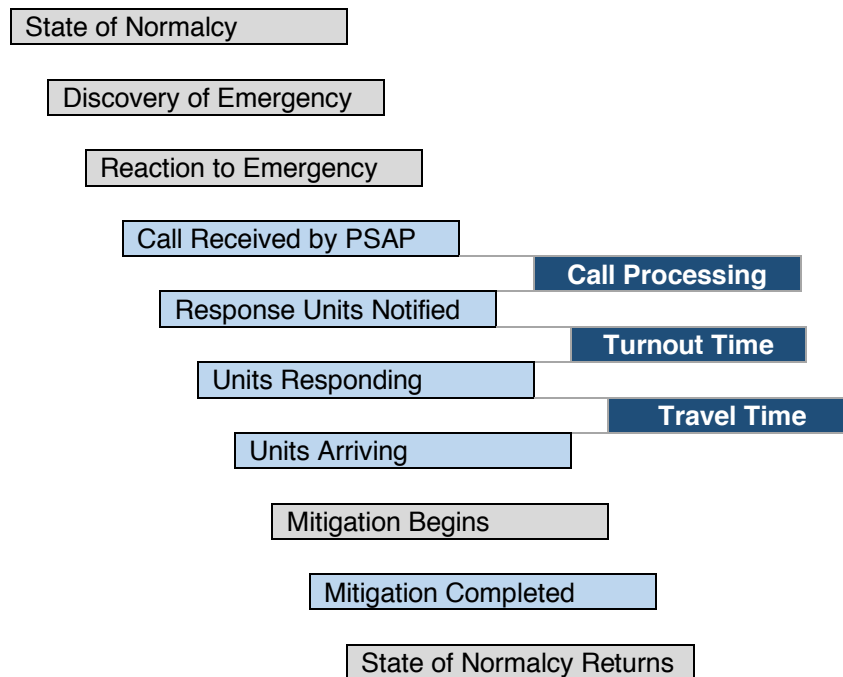 State of Normalcy
Discovery of Emergency
Reaction to Emergency
Call Received by PSAP
Call Processing
Response Units Notified
Turnout Time
Units Responding
Travel Time
Units Arriving
Mitigation Begins
Mitigation Completed
State of Normalcy Returns